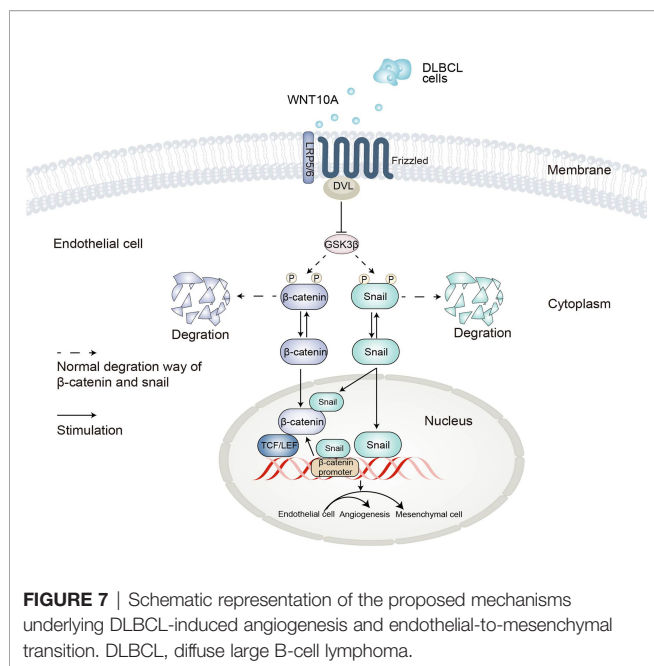 DLBCL
cells
WNT10A
LRP5/6
Frizzled
Membrane
DVL
Endothelial cell
GSK3β
P P P P
β-catenin
Snail
Cytoplasm
Degration
Degration
β-catenin
Snail
Normal degration way of
β-catenin and snail
Stimulation
Snail
β-catenin
Nucleus
TCF/LEF
Snail
Snail
β-catenin
promoter
Endothelial cell Angiogenesis Mesenchymal cell
FIGURE 7 | Schematic representation of the proposed mechanisms
underlying DLBCL-induced angiogenesis and endothelial-to-mesenchymal
transition. DLBCL, diffuse large B-cell lymphoma.